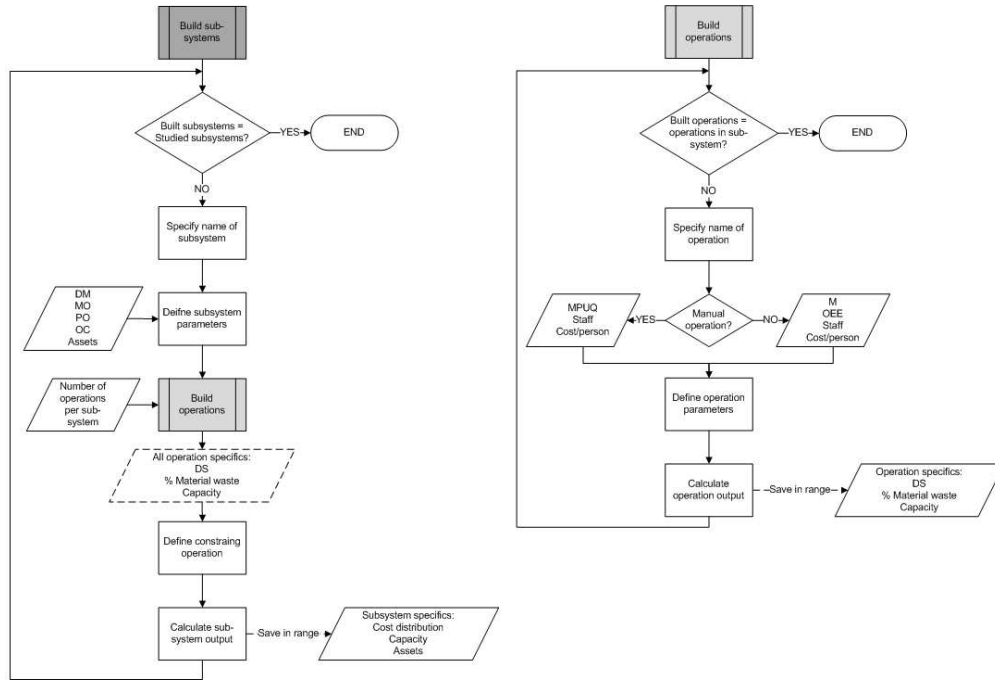 Build sub-
systems
Built subsystems =
Studied subsystems?
YES
END
NO
Specify name of
subsystem
DM
MO
PO
OC
Assets
Deifne subsystem
parameters
Number of
operations
per sub-
system
Build
operations
All operation specifics:
DS
% Material waste
Capacity
Define constraing
operation
Calculate sub-
system output
Save in range
Subsystem specifics:
Cost distribution
Capacity
Assets
Build
operations
Built operations =
operations in sub-
system?
YES
END
NO
Specify name of
operation
MPUQ
Staff
Cost/person
YES
Manual
operation?
NO
M
OEE
Staff
Cost/person
Define operation
parameters
Calculate
operation output
Save in range
Operation specifics:
DS
% Material waste
Capacity